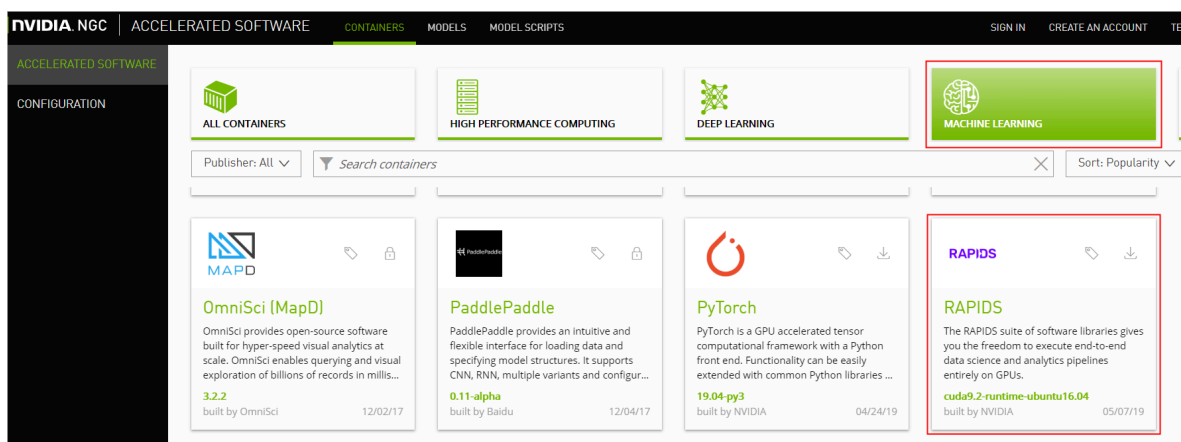 NVIDIA. NGC ACCELERATED SOFTWARE CONTAINERS MODELS MODEL SCRIPTS SIGN IN CREATE AN ACCOUNT
ACCELERATED SOFTWARE
CONFIGURATION
ALL CONTAINERS
HIGH PERFORMANCE COMPUTING
DEEP LEARNING
MACHINE LEARNING
Publisher: All
Search containers
Sort: Popularity
MAPD
OmniSci (MapD)
OmniSci provides open-source software
built for hyper-speed visual analytics at
scale. OmniSci enables querying and visual
exploration of billions of records in millis...
3.2.2
built by OmniSci 12/02/17
PaddlePaddle
PaddlePaddle
PaddlePaddle provides an intuitive and
flexible interface for loading data and
specifying model structures. It supports
CNN, RNN, multiple variants and configur...
0.11-alpha
built by Baidu 12/04/17
PyTorch
PyTorch is a GPU accelerated tensor
computational framework with a Python
front end. Functionality can be easily
extended with common Python libraries ...
19.04-py3
built by NVIDIA 04/24/19
RAPIDS
RAPIDS
The RAPIDS suite of software libraries gives
you the freedom to execute end-to-end
data science and analytics pipelines
entirely on GPUs.
cuda9.2-runtime-ubuntu16.04
built by NVIDIA 05/07/19